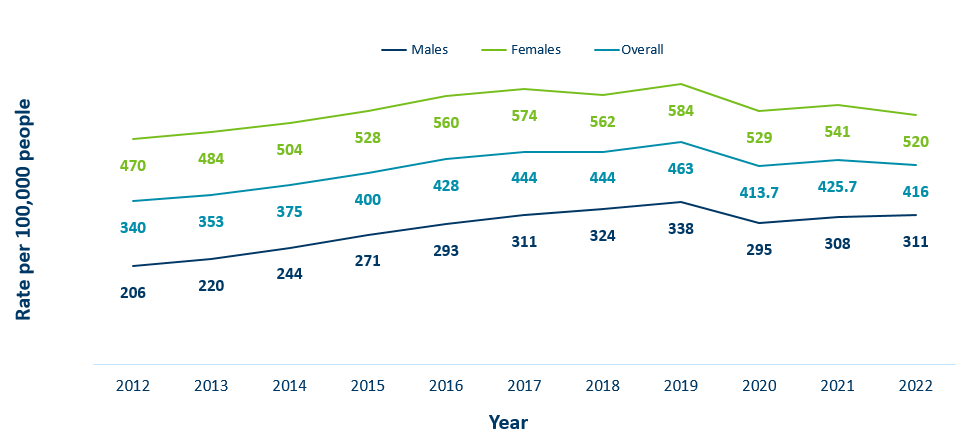 Males Females Overall
Rate per 100,000 people
584
574
560 562
528 529 541
504 520
470 484
463
428 444 444
400 413.7 425.7 416
375
340 353
338
311 324
293 295 308 311
271
244
206 220
2012 2013 2014 2015 2016 2017 2018 2019 2020 2021 2022
Year